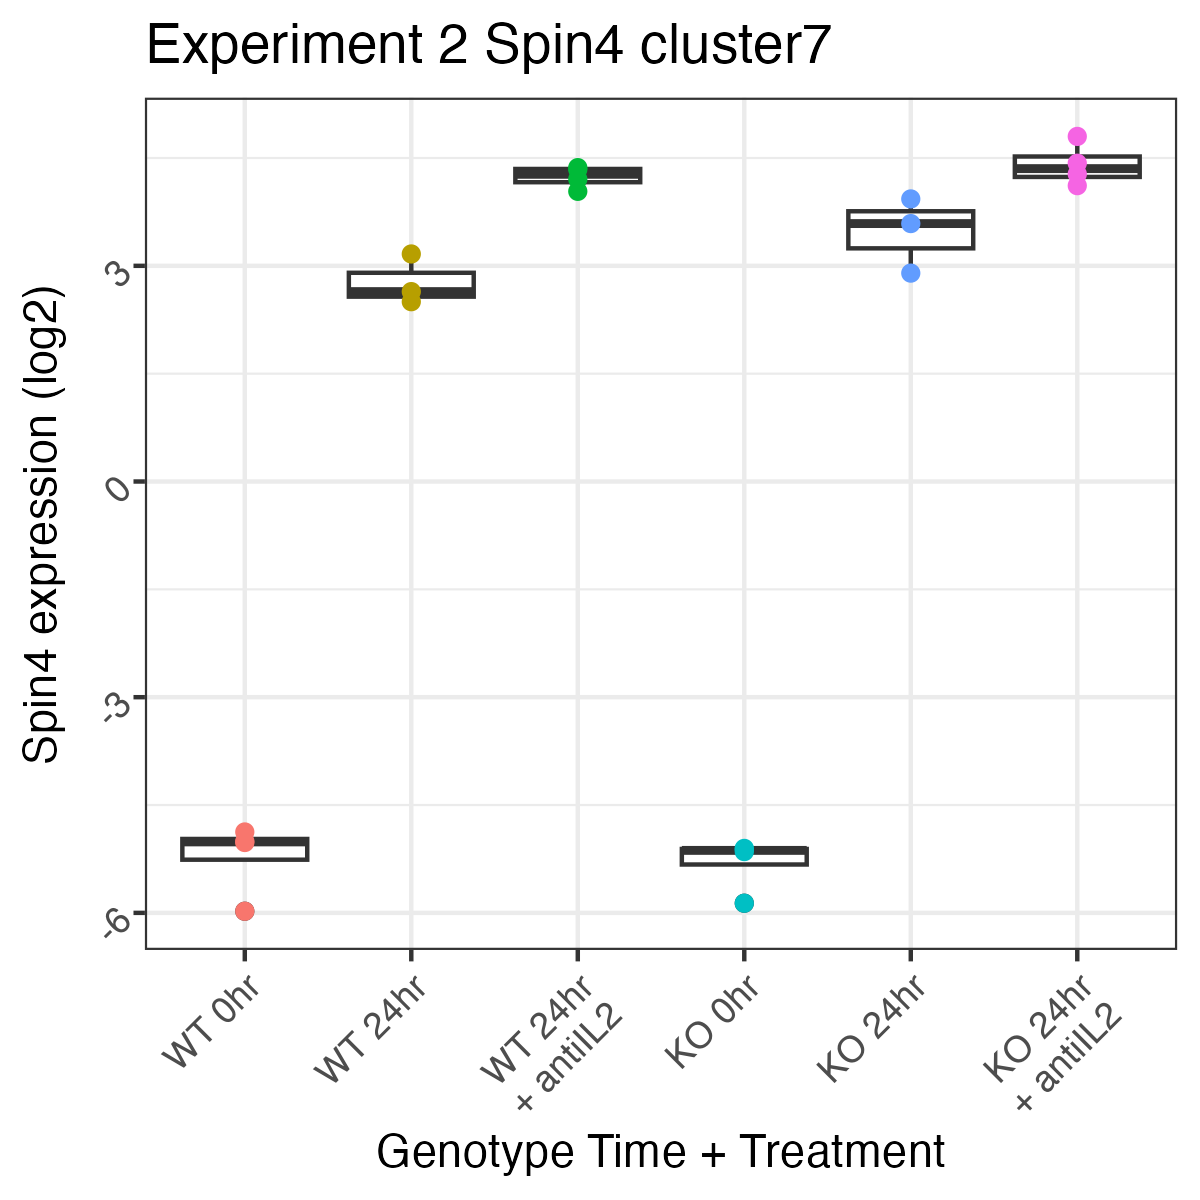 Experiment 2 Spin4 cluster7
Spin4 expression (log2)
3
0
-3
-6
WT 0hr
WT 24hr
WT 24hr
+ antiIL2
KO 0hr
KO 24hr
KO 24hr
+ antiIL2
Genotype Time + Treatment